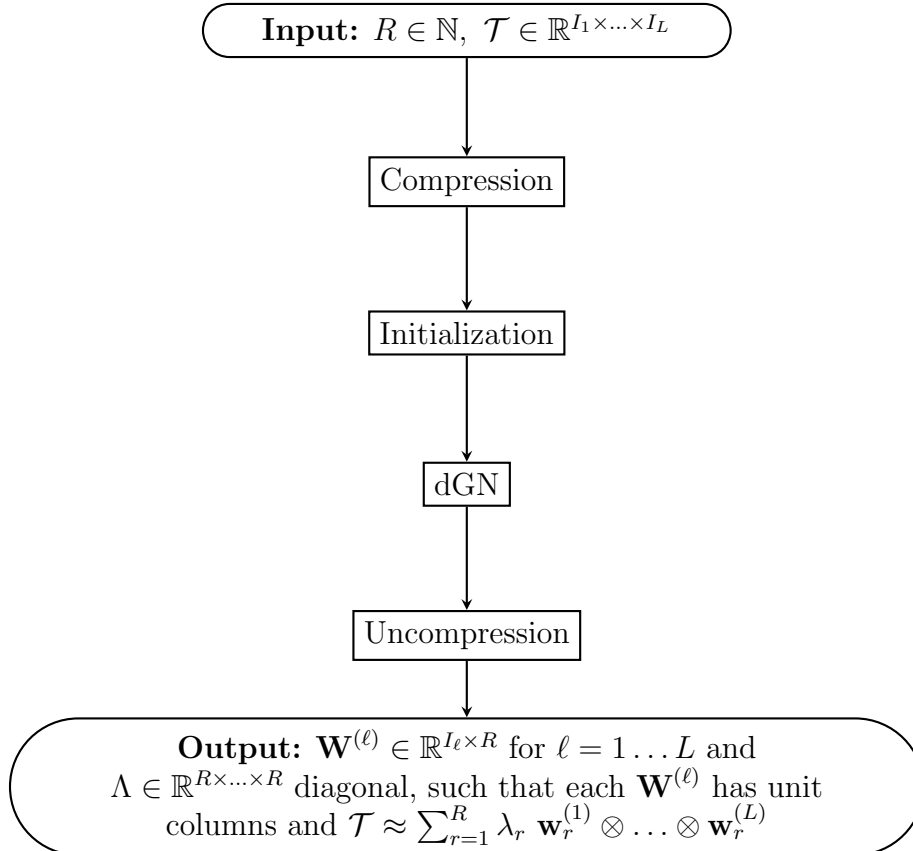 Input: R ∈ ℕ, 𝒯 ∈ ℝ^{I_1×...×I_L}
Compression
Initialization
dGN
Uncompression
Output: W^{(ℓ)} ∈ ℝ^{I_ℓ×R} for ℓ = 1 … L and
Λ ∈ ℝ^{R×...×R} diagonal, such that each W^{(ℓ)} has unit
columns and 𝒯 ≈ ∑_{r=1}^{R} λ_r w_r^{(1)} ⊗ … ⊗ w_r^{(L)}